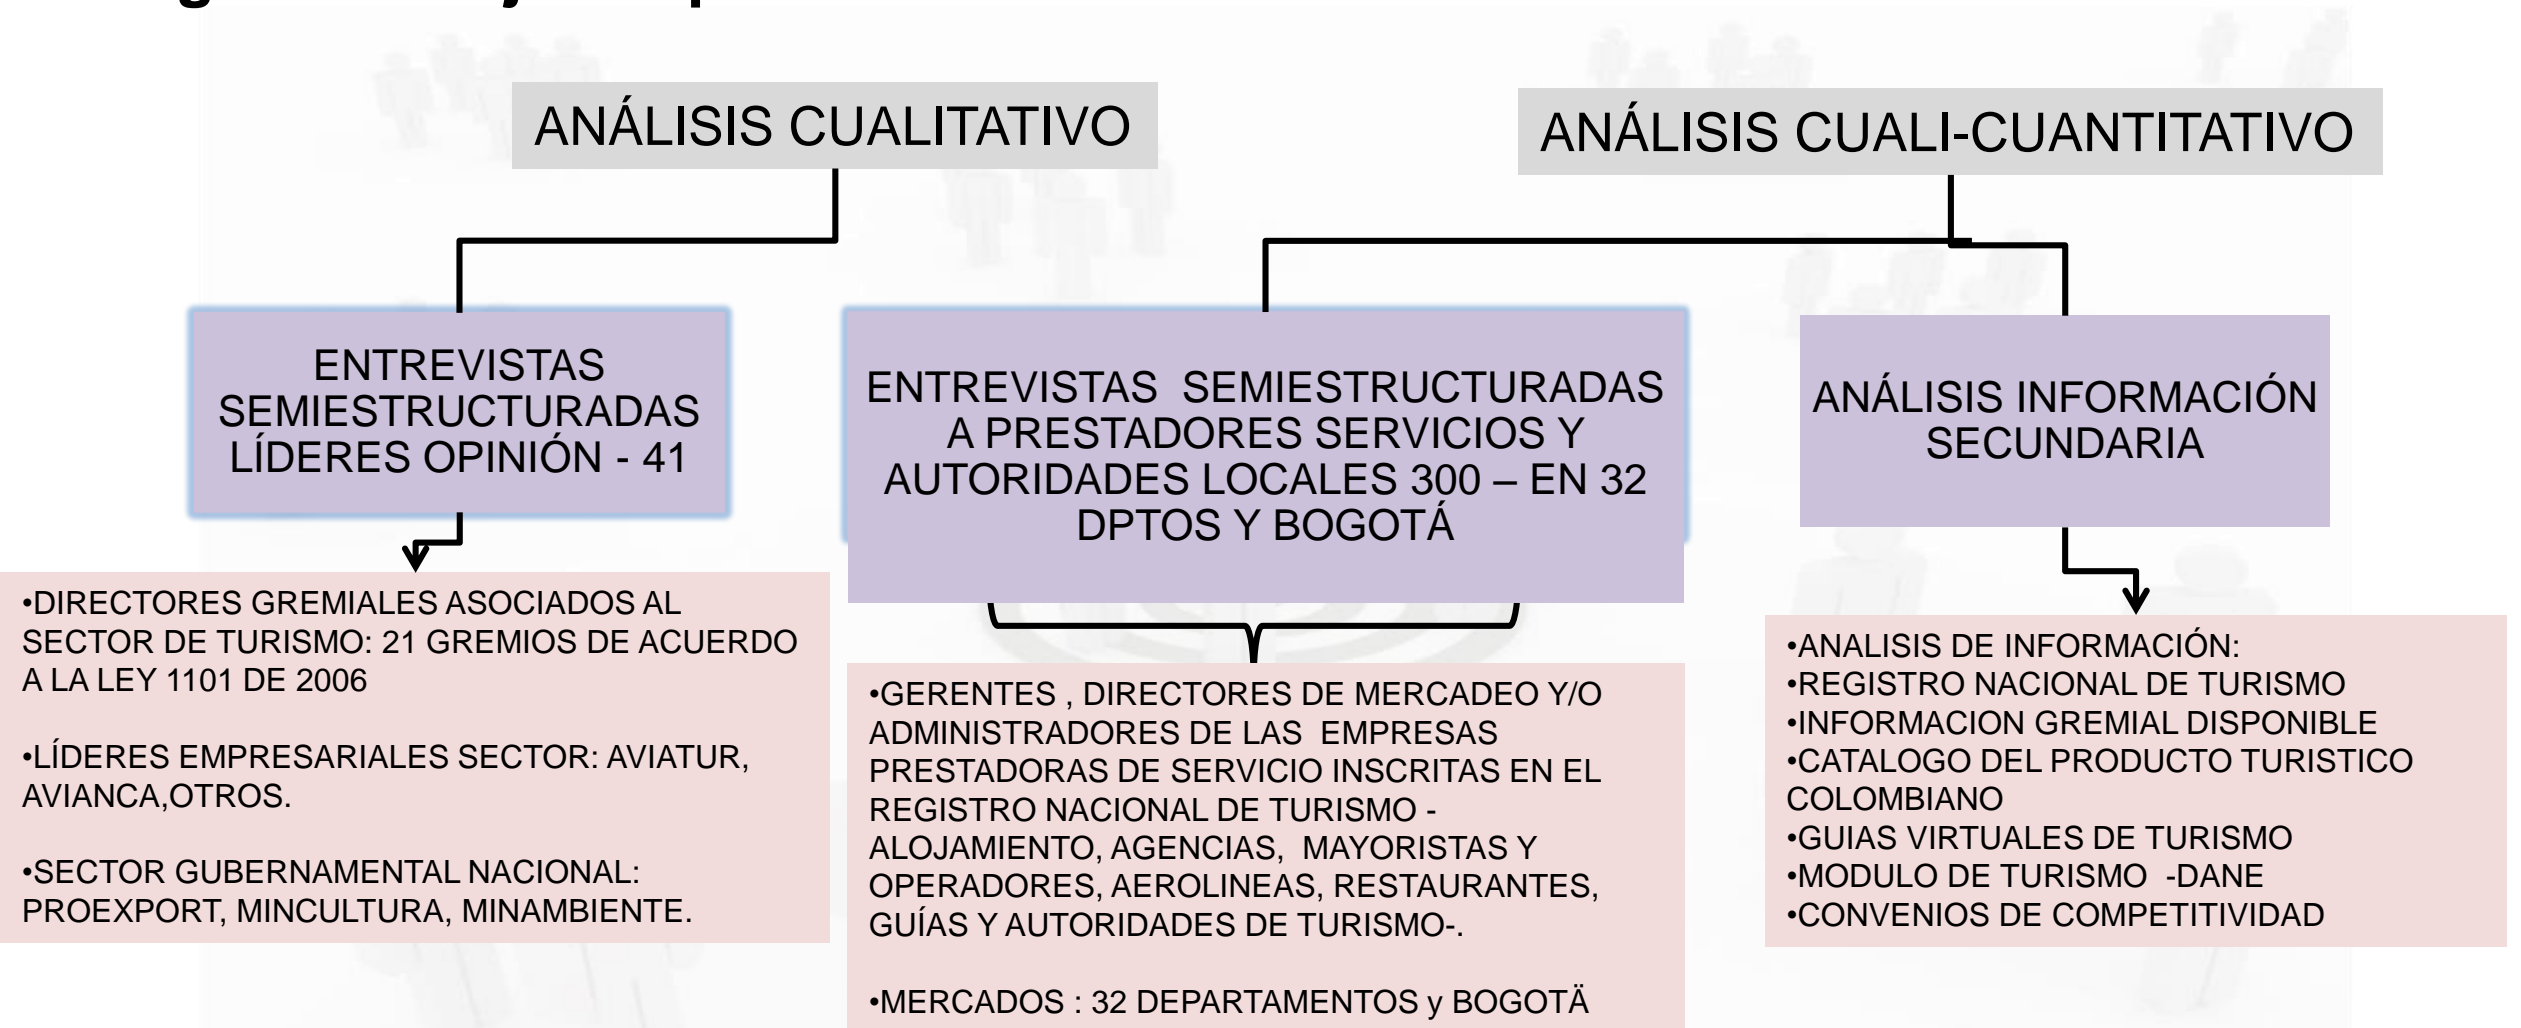 ANÁLISIS CUALITATIVO
ANÁLISIS CUALI-CUANTITATIVO
ENTREVISTAS
SEMIESTRUCTURADAS
LÍDERES OPINIÓN - 41
ENTREVISTAS SEMIESTRUCTURADAS
A PRESTADORES SERVICIOS Y
AUTORIDADES LOCALES 300 – EN 32
DPTOS Y BOGOTÁ
ANÁLISIS INFORMACIÓN
SECUNDARIA
•DIRECTORES GREMIALES ASOCIADOS AL
SECTOR DE TURISMO: 21 GREMIOS DE ACUERDO
A LA LEY 1101 DE 2006
•LÍDERES EMPRESARIALES SECTOR: AVIATUR,
AVIANCA,OTROS.
•SECTOR GUBERNAMENTAL NACIONAL:
PROEXPORT, MINCULTURA, MINAMBIENTE.
•GERENTES , DIRECTORES DE MERCADEO Y/O
ADMINISTRADORES DE LAS EMPRESAS
PRESTADORAS DE SERVICIO INSCRITAS EN EL
REGISTRO NACIONAL DE TURISMO -
ALOJAMIENTO, AGENCIAS, MAYORISTAS Y
OPERADORES, AEROLINEAS, RESTAURANTES,
GUÍAS Y AUTORIDADES DE TURISMO-.
•MERCADOS : 32 DEPARTAMENTOS y BOGOTÄ
•ANALISIS DE INFORMACIÓN:
•REGISTRO NACIONAL DE TURISMO
•INFORMACION GREMIAL DISPONIBLE
•CATALOGO DEL PRODUCTO TURISTICO
COLOMBIANO
•GUIAS VIRTUALES DE TURISMO
•MODULO DE TURISMO -DANE
•CONVENIOS DE COMPETITIVIDAD